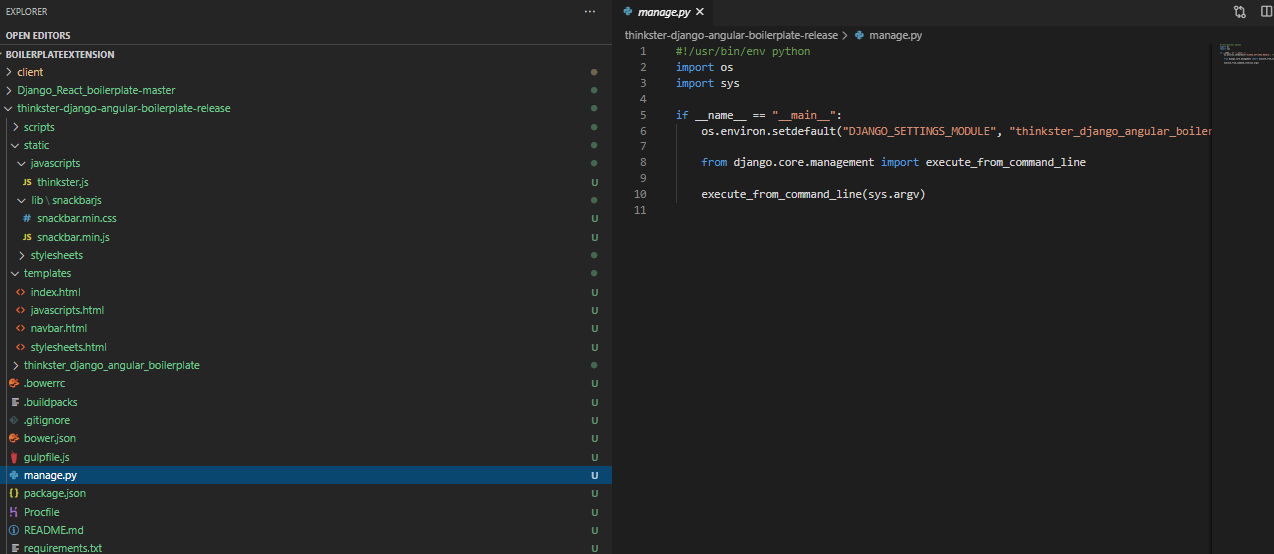 EXPLORER
OPEN EDITORS
BOILERPLATEEXTENSION
client
Django_React_boilerplate-master
thinkster-django-angular-boilerplate-release
scripts
static
javascripts
JS thinkster.js U
lib \ snackbarjs
# snackbar.min.css U
JS snackbar.min.js U
stylesheets
templates
<> index.html U
<> javascripts.html U
<> navbar.html U
<> stylesheets.html U
thinkster_django_angular_boilerplate
.bowerrc U
.buildpacks U
.gitignore U
bower.json U
gulpfile.js U
manage.py U
{} package.json U
Procfile U
README.md U
requirements.txt U
manage.py
thinkster-django-angular-boilerplate-release > manage.py
1 #!/usr/bin/env python
2 import os
3 import sys
4
5 if __name__ == "__main__":
6 os.environ.setdefault("DJANGO_SETTINGS_MODULE", "thinkster_django_angular_boiler
7
8 from django.core.management import execute_from_command_line
9
10 execute_from_command_line(sys.argv)
11